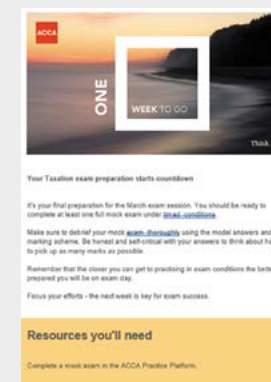 ACCA
ONE
WEEK TO GO
Think
Your Taxation exam preparation starts countdown
It's your final preparation for the March exam session. You should be ready to
complete at least one full mock exam under timed conditions.
Make sure to debrief your mock exam thoroughly using the model answers and
marking scheme. Be honest and self-critical with your answers to think about
to pick up as many marks as possible.
Remember that the closer you can get to practising in exam conditions the
prepared you will be on exam day.
Focus your efforts - the next week is key for exam success.
Resources you'll need
Complete a mock exam in the ACCA Practice Platform.